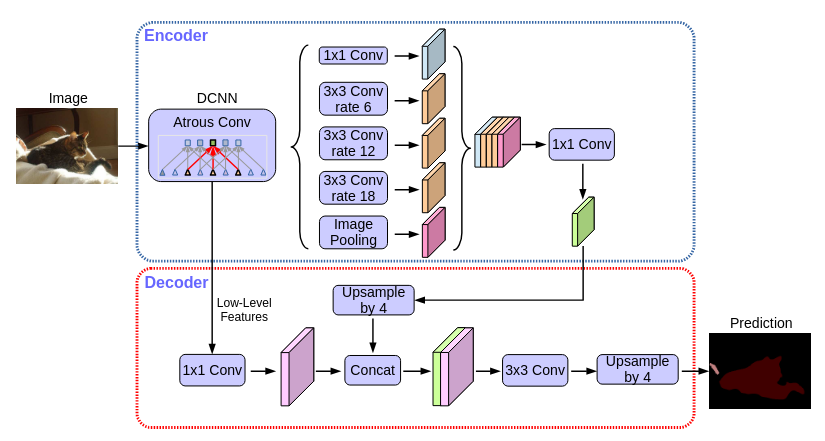 Encoder
Image
DCNN
Atrous Conv
1x1 Conv
3x3 Conv
rate 6
3x3 Conv
rate 12
3x3 Conv
rate 18
Image
Pooling
1x1 Conv
Decoder
Low-Level
Features
Upsample
by 4
1x1 Conv
Concat
3x3 Conv
Upsample
by 4
Prediction